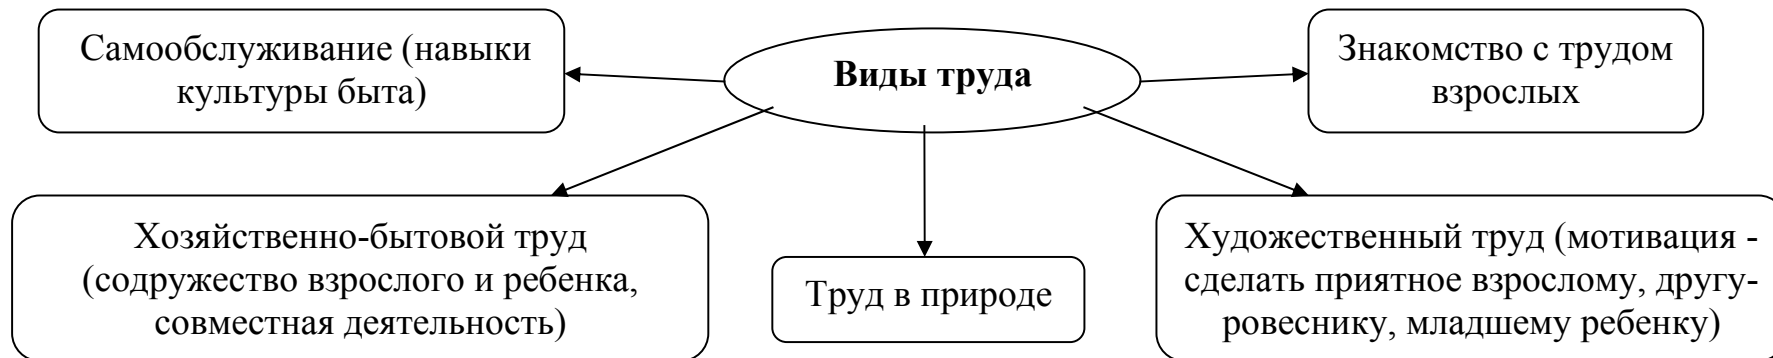 Виды труда
Самообслуживание (навыки
культуры быта)
Знакомство с трудом
взрослых
Хозяйственно-бытовой труд
(содружество взрослого и ребенка,
совместная деятельность)
Труд в природе
Художественный труд (мотивация -
сделать приятное взрослому, другу-
ровеснику, младшему ребенку)